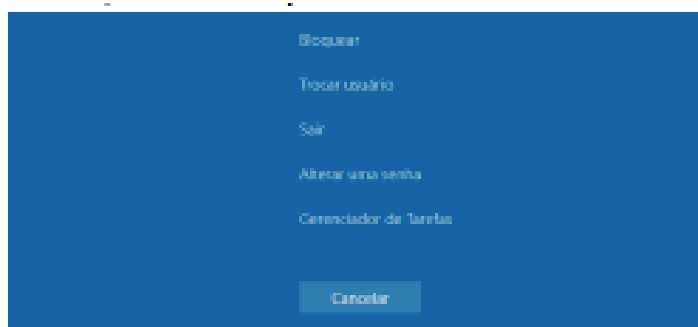 Bloquear
Trocar usuário
Sair
Alterar uma senha
Gerenciador de Tarefas
Cancelar